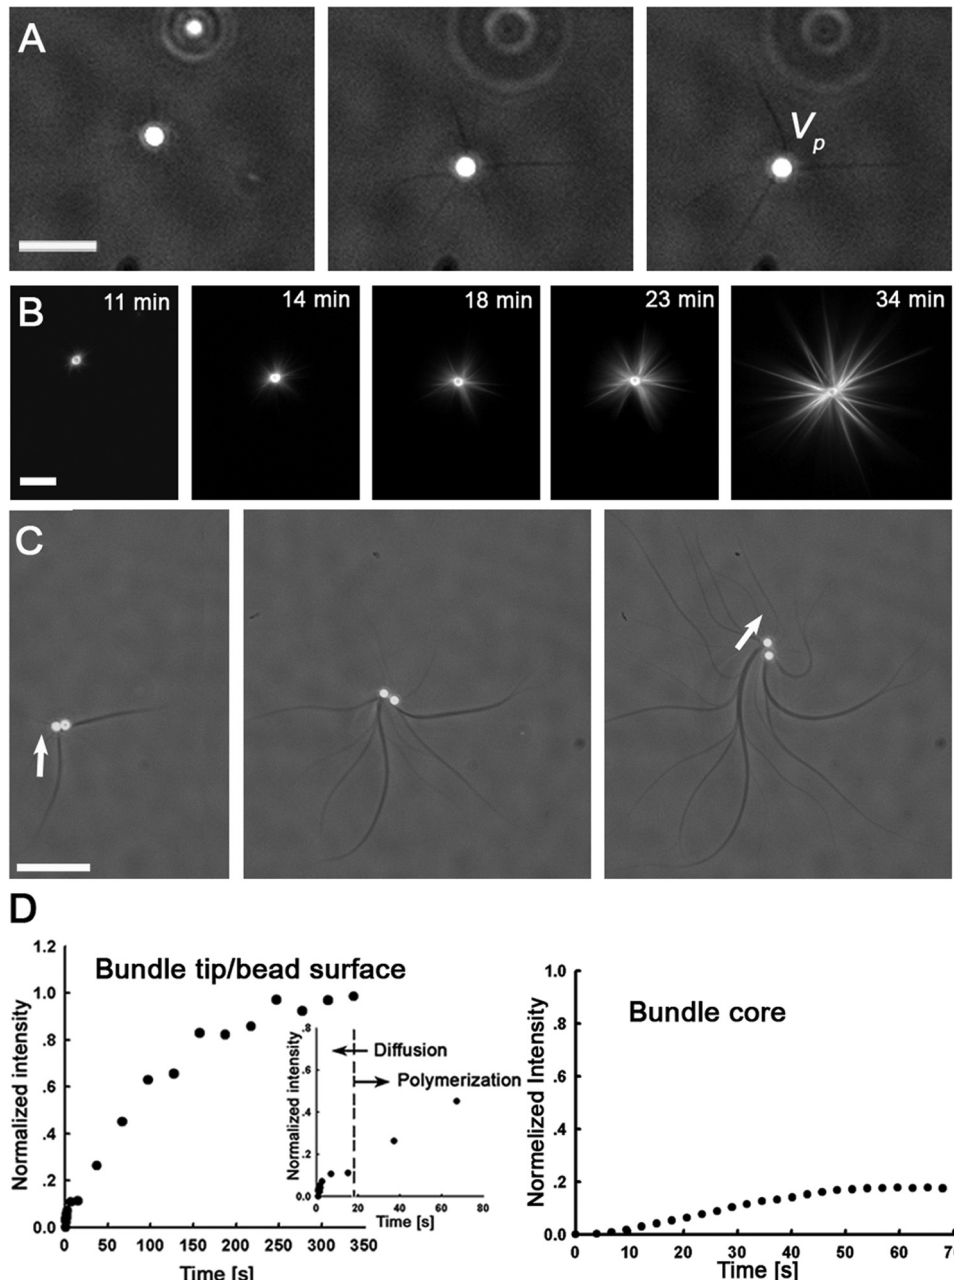 A
Vp
B
11 min
14 min
18 min
23 min
34 min
C
D
Bundle tip/bead surface
Normalized intensity
1.2
1.0
.8
.6
.4
.2
0.0
0 50 100 150 200 250 300 350
Time [s]
Normalized intensity
.8
.6
.4
.2
0.0
Diffusion
Polymerization
0 20 40 60 80
Time [s]
Bundle core
Normelized Intensity
1.0
.8
.6
.4
.2
0.0
0 10 20 30 40 50 60 70
Time [s]